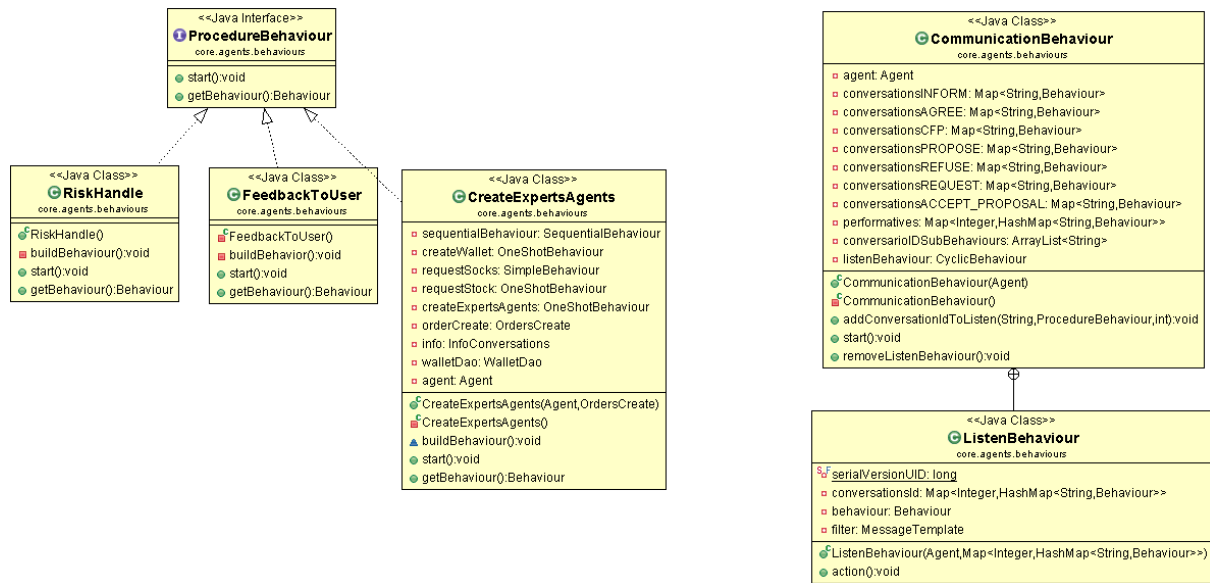 <<Java Interface>>
ProcedureBehaviour
core.agents.behaviours
start():void
getBehaviour():Behaviour
<<Java Class>>
RiskHandle
core.agents.behaviours
RiskHandle()
buildBehaviour():void
start():void
getBehaviour():Behaviour
<<Java Class>>
FeedbackToUser
core.agents.behaviours
FeedbackToUser()
buildBehavior():void
start():void
getBehaviour():Behaviour
<<Java Class>>
CreateExpertsAgents
core.agents.behaviours
sequentialBehaviour: SequentialBehaviour
createWallet: OneShotBehaviour
requestSocks: SimpleBehaviour
requestStock: OneShotBehaviour
createExpertsAgents: OneShotBehaviour
orderCreate: OrdersCreate
info: InfoConversations
walletDao: WalletDao
agent: Agent
CreateExpertsAgents(Agent,OrdersCreate)
CreateExpertsAgents()
buildBehaviour():void
start():void
getBehaviour():Behaviour
<<Java Class>>
CommunicationBehaviour
core.agents.behaviours
agent: Agent
conversationsINFORM: Map<String,Behaviour>
conversationsAGREE: Map<String,Behaviour>
conversationsCFP: Map<String,Behaviour>
conversationsPROPOSE: Map<String,Behaviour>
conversationsREFUSE: Map<String,Behaviour>
conversationsREQUEST: Map<String,Behaviour>
conversationsACCEPT_PROPOSAL: Map<String,Behaviour>
performatives: Map<Integer,HashMap<String,Behaviour>>
conversarioIDSubBehaviours: ArrayList<String>
listenBehaviour: CyclicBehaviour
CommunicationBehaviour(Agent)
CommunicationBehaviour()
addConversationIdToListen(String,ProcedureBehaviour,int):void
start():void
removeListenBehaviour():void
<<Java Class>>
ListenBehaviour
core.agents.behaviours
serialVersionUID: long
conversationsId: Map<Integer,HashMap<String,Behaviour>>
behaviour: Behaviour
filter: MessageTemplate
ListenBehaviour(Agent,Map<Integer,HashMap<String,Behaviour>>)
action():void